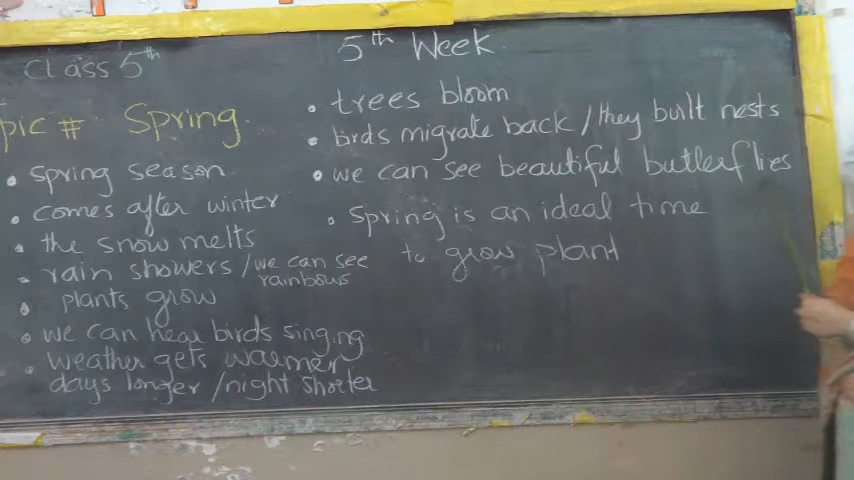 class 5th
5th Week
pic # Spring.
• spring season.
• comes after winter
• the snow melts
• rain showers/we can see rainbows
• plants grow
• we can hear birds singing
• weather gets warmer
days longer/night shorter
• trees bloom
• birds migrate back/they built nests
• we can see beautiful butterflies
• Spring is an ideal time
to grow plant